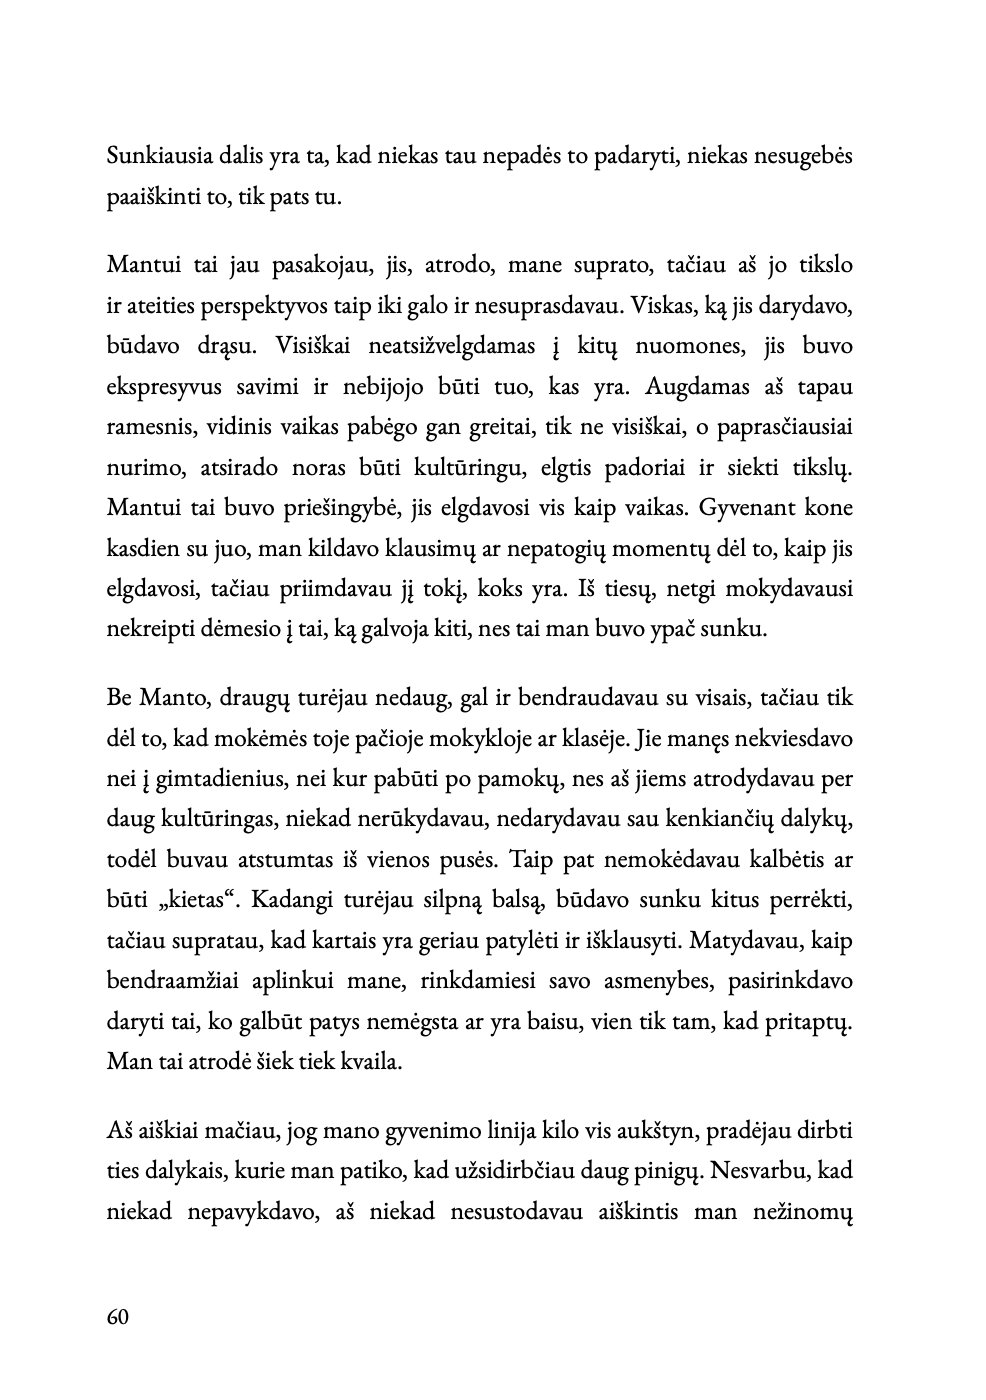 Sunkiausia dalis yra ta, kad niekas tau nepadės to padaryti, niekas nesugebės
paaiškinti to, tik pats tu.
Mantui tai jau pasakojau, jis, atrodo, mane suprato, tačiau aš jo tikslo
ir ateities perspektyvos taip iki galo ir nesuprasdavau. Viskas, ką jis darydavo,
būdavo drąsu. Visiškai neatsižvelgdamas į kitų nuomones, jis buvo
ekspresyvus savimi ir nebijojo būti tuo, kas yra. Augdamas aš tapau
ramesnis, vidinis vaikas pabėgo gan greitai, tik ne visiškai, o paprasčiausiai
nurimo, atsirado noras būti kultūringu, elgtis padoriai ir siekti tikslų.
Mantui tai buvo priešingybė, jis elgdavosi vis kaip vaikas. Gyvenant kone
kasdien su juo, man kildavo klausimų ar nepatogių momentų dėl to, kaip jis
elgdavosi, tačiau priimdavau jį tokį, koks yra. Iš tiesų, netgi mokydavausi
nekreipti dėmesio į tai, ką galvoja kiti, nes tai man buvo ypač sunku.
Be Manto, draugų turėjau nedaug, gal ir bendraudavau su visais, tačiau tik
dėl to, kad mokėmės toje pačioje mokykloje ar klasėje. Jie manęs nekviesdavo
nei į gimtadienius, nei kur pabūti po pamokų, nes aš jiems atrodydavau per
daug kultūringas, niekad nerūkydavau, nedarydavau sau kenkiančių dalykų,
todėl buvau atstumtas iš vienos pusės. Taip pat nemokėdavau kalbėtis ar
būti „kietas“. Kadangi turėjau silpną balsą, būdavo sunku kitus perrėkti,
tačiau supratau, kad kartais yra geriau patylėti ir išklausyti. Matydavau, kaip
bendraamžiai aplinkui mane, rinkdamiesi savo asmenybes, pasirinkdavo
daryti tai, ko galbūt patys nemėgsta ar yra baisu, vien tik tam, kad pritaptų.
Man tai atrodė šiek tiek kvaila.
Aš aiškiai mačiau, jog mano gyvenimo linija kilo vis aukštyn, pradėjau dirbti
ties dalykais, kurie man patiko, kad užsidirbčiau daug pinigų. Nesvarbu, kad
niekad nepavykdavo, aš niekad nesustodavau aiškintis man nežinomų
60